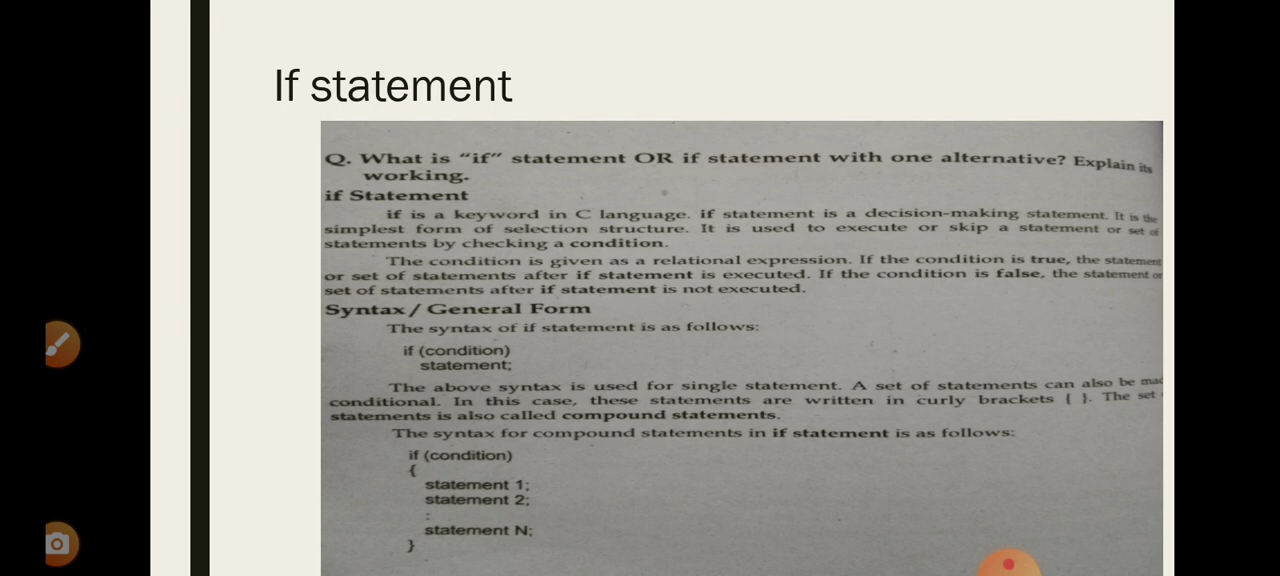 If statement
Q. What is "if" statement OR if statement with one alternative? Explain its
working.
if Statement
if is a keyword in C language. if statement is a decision-making statement. It is the
simplest form of selection structure. It is used to execute or skip a statement or set of
statements by checking a condition.
The condition is given as a relational expression. If the condition is true, the statement
or set of statements after if statement is executed. If the condition is false, the statement or
set of statements after if statement is not executed.
Syntax / General Form
The syntax of if statement is as follows:
if (condition)
statement;
The above syntax is used for single statement. A set of statements can also be
conditional. In this case, these statements are written in curly brackets { }. The set
statements is also called compound statements.
The syntax for compound statements in if statement is as follows:
if (condition)
{
statement 1;
statement 2;
:
statement N;
}